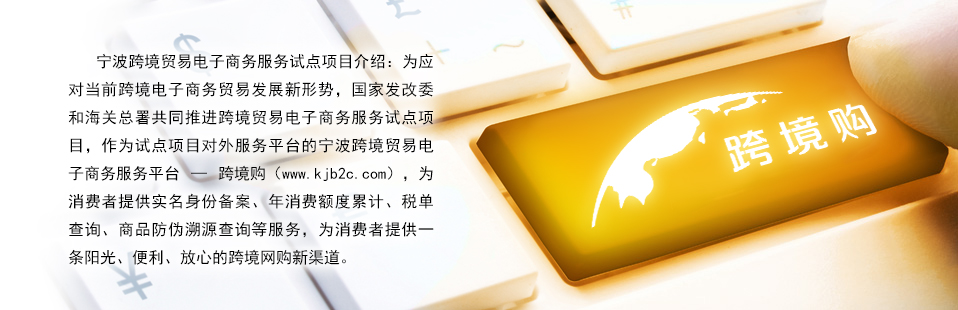 宁波跨境贸易电子商务服务试点项目介绍：为应
对当前跨境电子商务贸易发展新形势，国家发改委
和海关总署共同推进跨境贸易电子商务服务试点项
目，作为试点项目对外服务平台的宁波跨境贸易电
子商务服务平台 — 跨境购（www.kjb2c.com），为
消费者提供实名身份备案、年消费额度累计、税单
查询、商品防伪溯源查询等服务，为消费者提供一
条阳光、便利、放心的跨境网购新渠道。
跨境购
$
£
~
#
¥